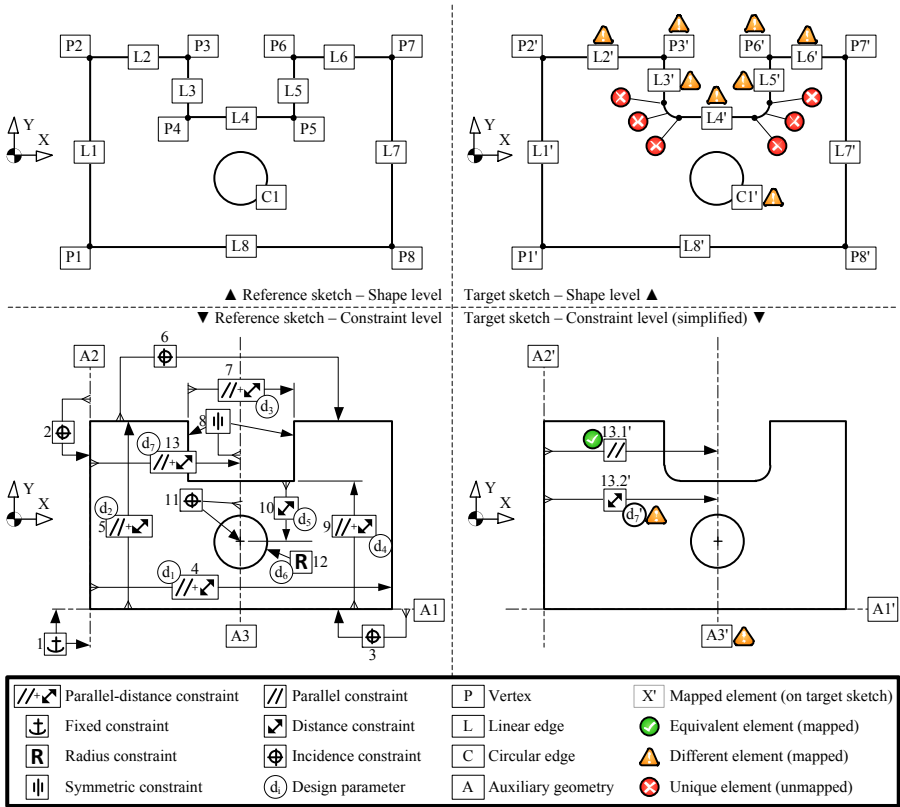 P2 L2 P3 P6 L6 P7
L3 L5
P4 L4 P5
Y
X
L1 L7
C1
P1 L8 P8
▲ Reference sketch – Shape level
P2' L2' P3' P6' L6' P7'
L3' L5'
L4'
Y
X
L1' L7'
C1'
P1' L8' P8'
Target sketch – Shape level ▲
▼ Reference sketch – Constraint level
6
A2
7
d3
8
2
d7 13
Y
X
11
10
d5
d2
5
9
d4
R 12
d6
d1 4
A1
1
A3
3
Target sketch – Constraint level (simplified) ▼
A2'
13.1'
13.2'
d7'
Y
X
A1'
A3'
Parallel-distance constraint
Fixed constraint
R Radius constraint
Symmetric constraint
Parallel constraint
Distance constraint
Incidence constraint
di Design parameter
P Vertex
L Linear edge
C Circular edge
A Auxiliary geometry
X' Mapped element (on target sketch)
Equivalent element (mapped)
Different element (mapped)
Unique element (unmapped)